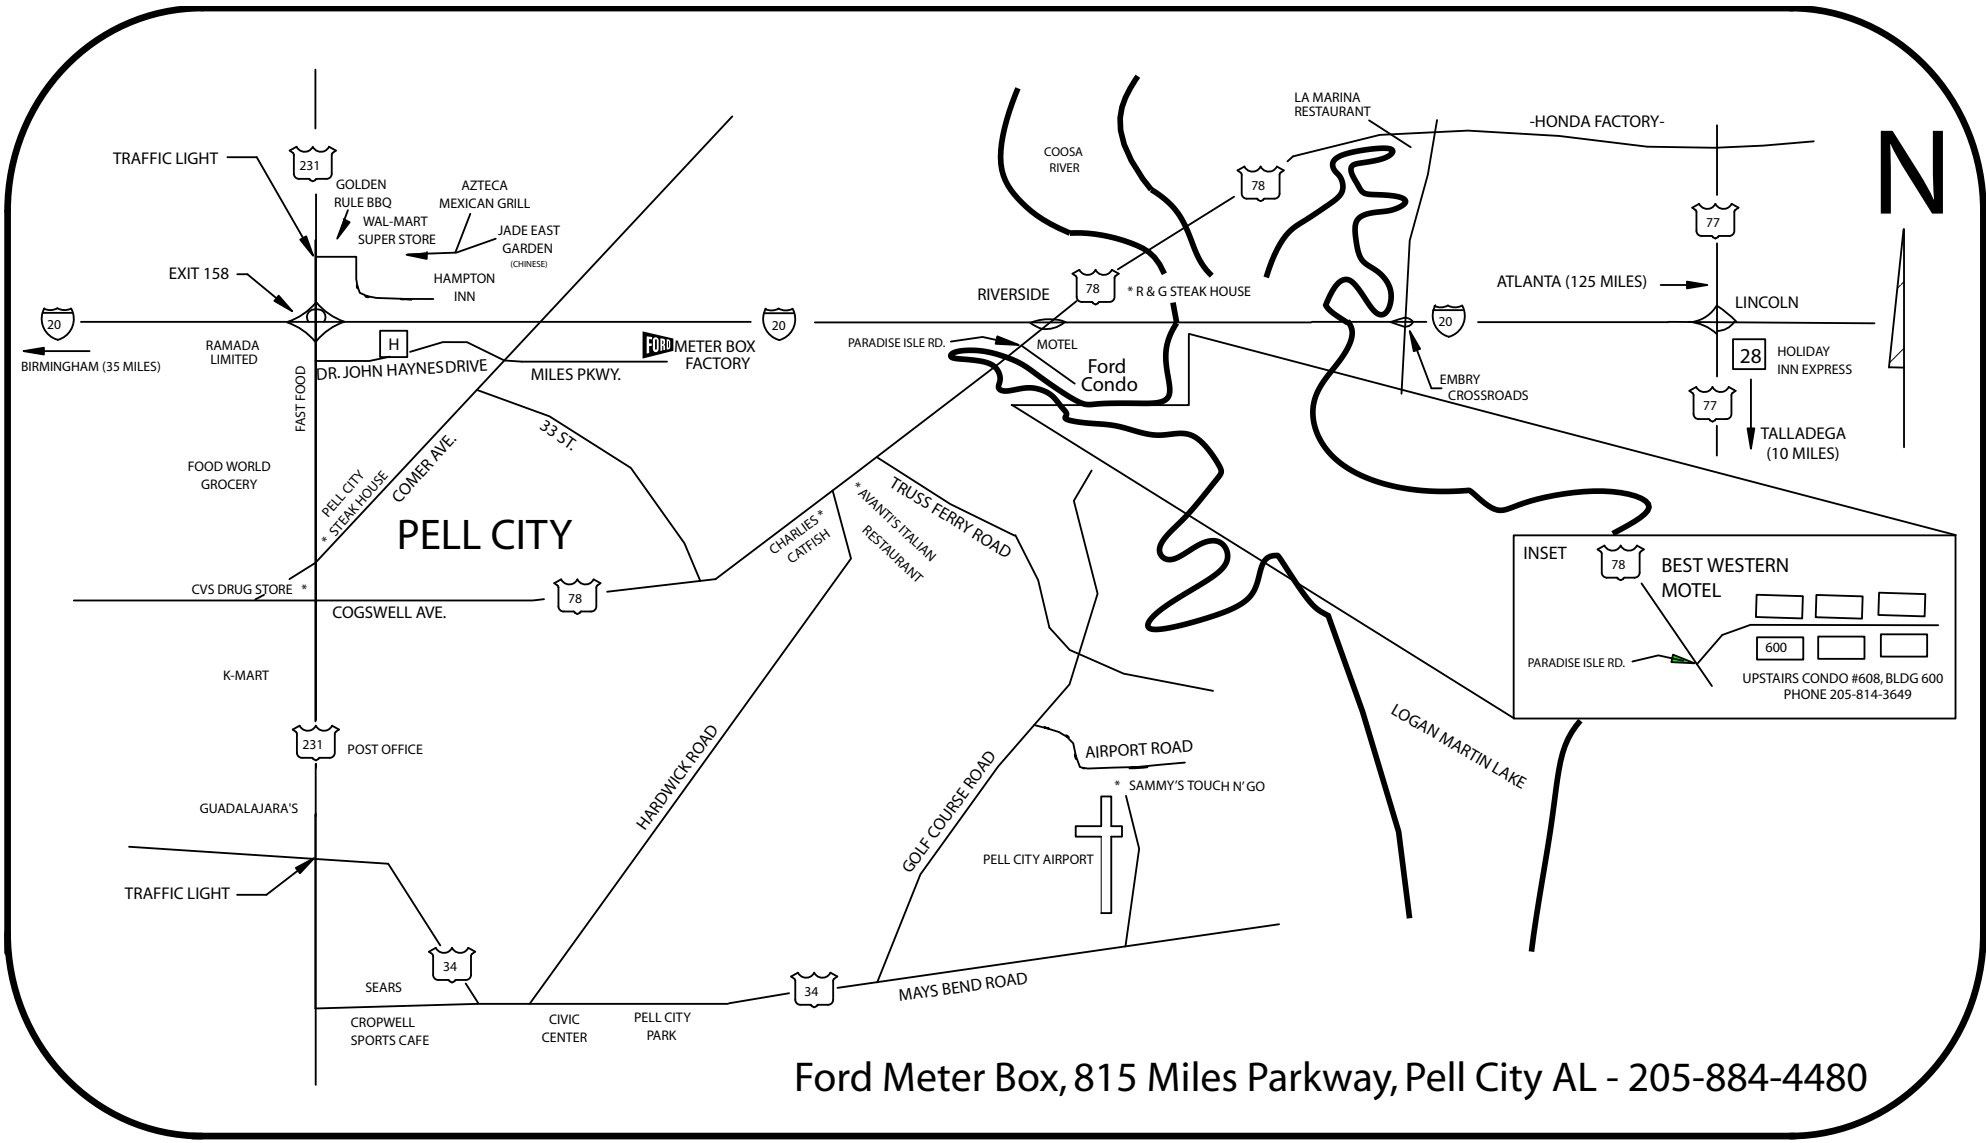 LA MARINA
RESTAURANT
-HONDA FACTORY-
N
TRAFFIC LIGHT
231
COOSA
RIVER
78
GOLDEN
RULE BBQ
AZTECA
MEXICAN GRILL
WAL-MART
SUPER STORE
JADE EAST
GARDEN
(CHINESE)
77
EXIT 158
HAMPTON
INN
RIVERSIDE
78
* R & G STEAK HOUSE
ATLANTA (125 MILES)
LINCOLN
20
20
20
BIRMINGHAM (35 MILES)
RAMADA
LIMITED
H
DR. JOHN HAYNES DRIVE
MILES PKWY.
FORD
METER BOX
FACTORY
PARADISE ISLE RD.
MOTEL
Ford
Condo
EMBRY
CROSSROADS
28
HOLIDAY
INN EXPRESS
77
TALLADEGA
(10 MILES)
FAST FOOD
FOOD WORLD
GROCERY
PELL CITY
* STEAK HOUSE
COMER AVE.
33 ST.
PELL CITY
CHARLIES *
CATFISH
* AVANTI'S ITALIAN
RESTAURANT
TRUSS FERRY ROAD
CVS DRUG STORE *
COGSWELL AVE.
78
INSET
78
BEST WESTERN
MOTEL
PARADISE ISLE RD.
600
UPSTAIRS CONDO #608, BLDG 600
PHONE 205-814-3649
K-MART
231
POST OFFICE
HARDWICK ROAD
GOLF COURSE ROAD
AIRPORT ROAD
* SAMMY'S TOUCH N' GO
LOGAN MARTIN LAKE
GUADALAJARA'S
PELL CITY AIRPORT
TRAFFIC LIGHT
34
SEARS
34
MAYS BEND ROAD
CROPWELL
SPORTS CAFE
CIVIC
CENTER
PELL CITY
PARK
Ford Meter Box, 815 Miles Parkway, Pell City AL - 205-884-4480